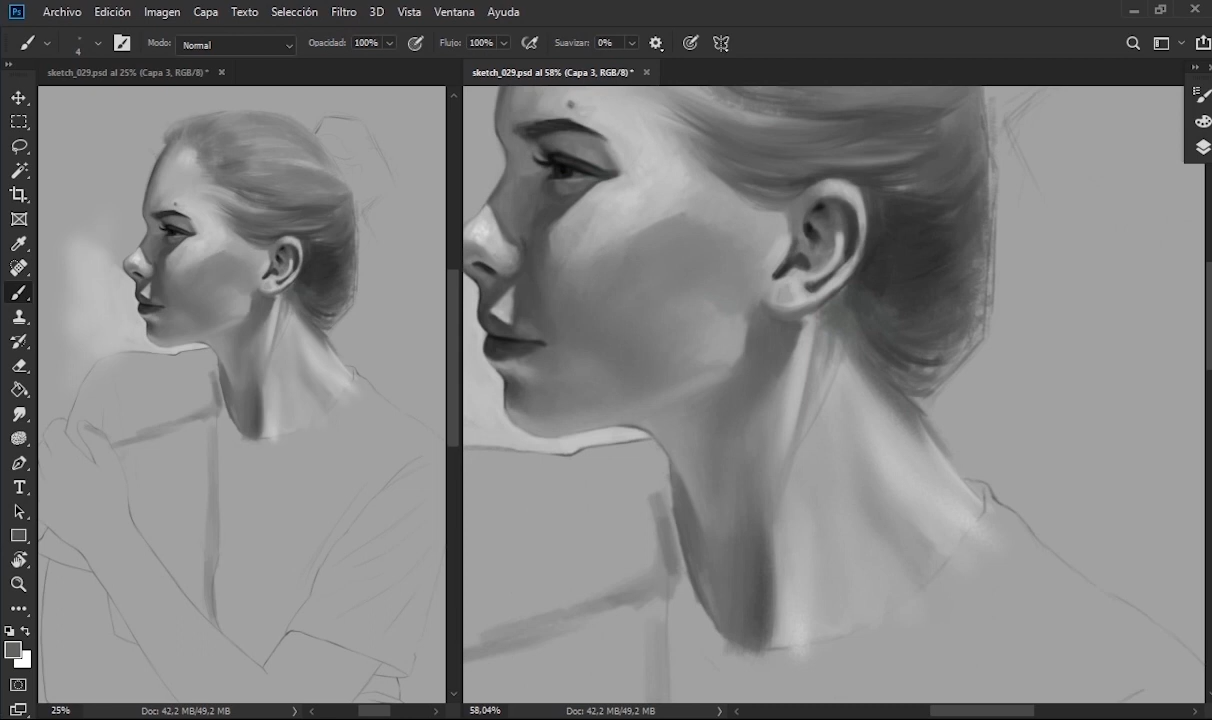 Ps Archivo Edición Imagen Capa Texto Selección Filtro 3D Vista Ventana Ayuda
4 Modo: Normal Opacidad: 100% Flujo: 100% Suavizar: 0%
sketch_029.psd al 25% (Capa 3, RGB/8) * × sketch_029.psd al 58% (Capa 3, RGB/8) * ×
T
25% Doc: 42,2 MB/49,2 MB 58,04% Doc: 42,2 MB/49,2 MB